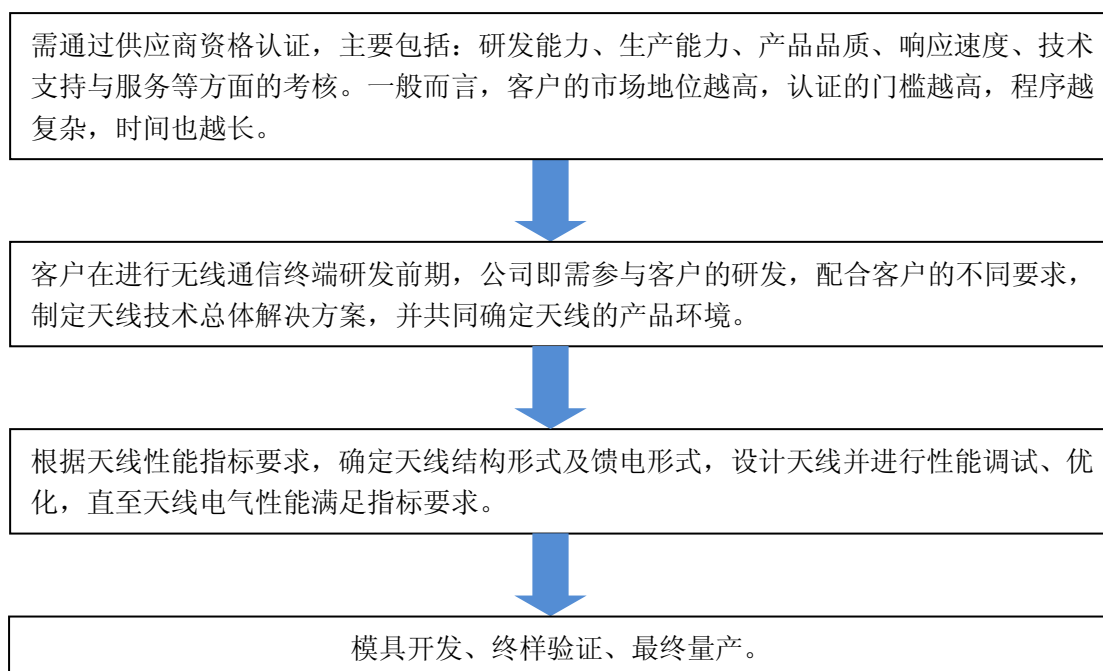 需通过供应商资格认证，主要包括：研发能力、生产能力、产品品质、响应速度、技术
支持与服务等方面的考核。一般而言，客户的市场地位越高，认证的门槛越高，程序越
复杂，时间也越长。
客户在进行无线通信终端研发前期，公司即需参与客户的研发，配合客户的不同要求，
制定天线技术总体解决方案，并共同确定天线的产品环境。
根据天线性能指标要求，确定天线结构形式及馈电形式，设计天线并进行性能调试、优
化，直至天线电气性能满足指标要求。
模具开发、终样验证、最终量产。